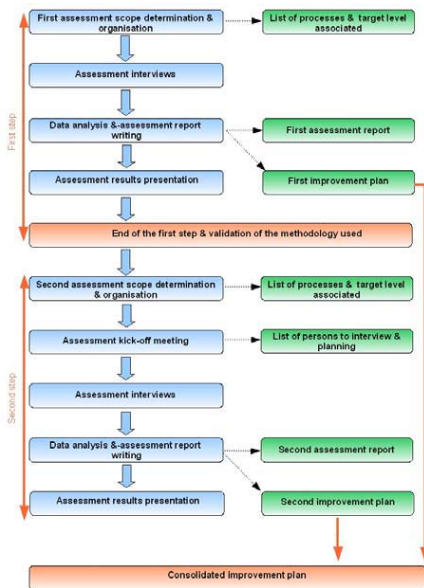 First assessment scope determination &
organisation
List of processes & target level
associated
Assessment interviews
Data analysis &-assessment report
writing
First assessment report
Assessment results presentation
First improvement plan
First step
End of the first step & validation of the methodology used
Second assessment scope determination
& organisation
List of processes & target level
associated
Assessment kick-off meeting
List of persons to interview &
planning
Assessment interviews
Second step
Data analysis &-assessment report
writing
Second assessment report
Assessment results presentation
Second improvement plan
Consolidated improvement plan